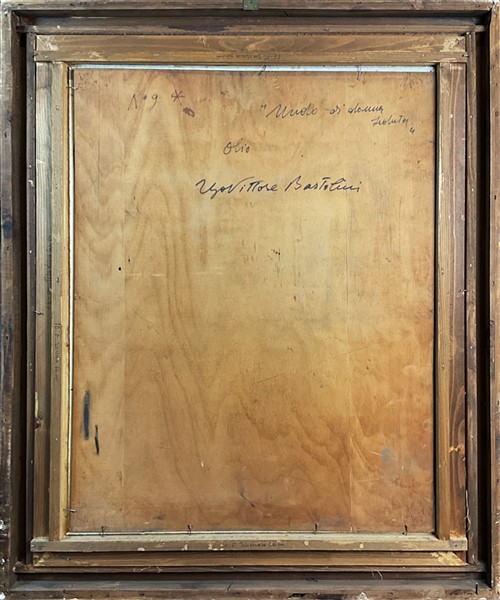 N° 9 *
"Nudo di donna
seduta"
Olio
Ugo Vittore Bartolini